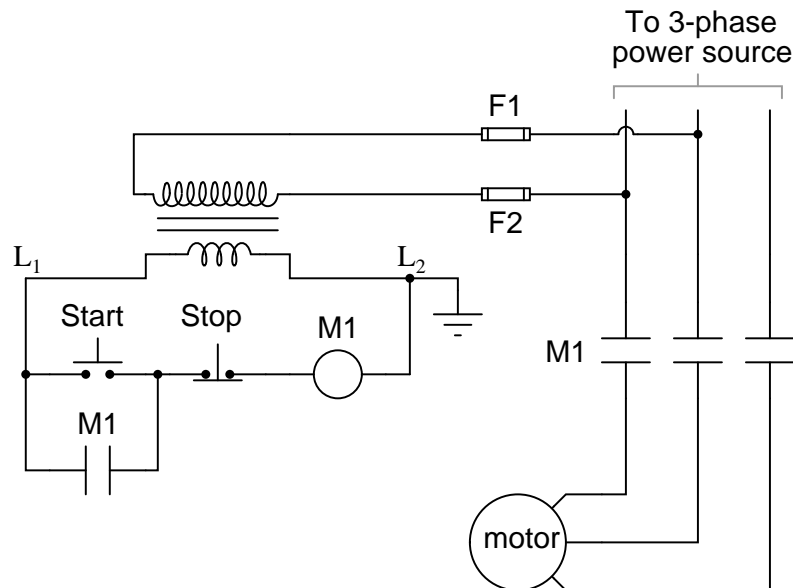 To 3-phase
power source
F1
F2
L1
L2
Start
Stop
M1
M1
M1
motor